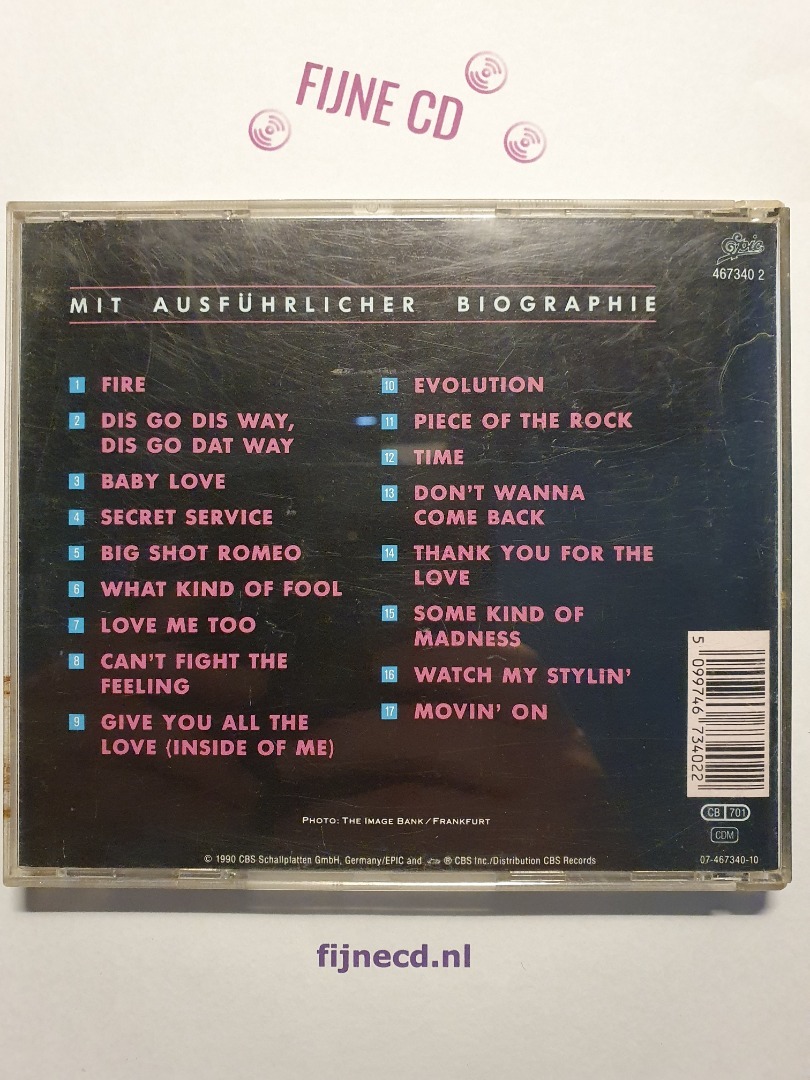 FIJNE CD
Epic
467340 2
MIT AUSFÜHRLICHER BIOGRAPHIE
1 FIRE
2 DIS GO DIS WAY,
DIS GO DAT WAY
3 BABY LOVE
4 SECRET SERVICE
5 BIG SHOT ROMEO
6 WHAT KIND OF FOOL
7 LOVE ME TOO
8 CAN'T FIGHT THE
FEELING
9 GIVE YOU ALL THE
LOVE (INSIDE OF ME)
10 EVOLUTION
11 PIECE OF THE ROCK
12 TIME
13 DON'T WANNA
COME BACK
14 THANK YOU FOR THE
LOVE
15 SOME KIND OF
MADNESS
16 WATCH MY STYLIN'
17 MOVIN' ON
5 099746 734022
PHOTO: THE IMAGE BANK/FRANKFURT
CB 701
CDM
© 1990 CBS Schallplatten GmbH, Germany/EPIC and ® CBS Inc./Distribution CBS Records
07-467340-10
fijnecd.nl